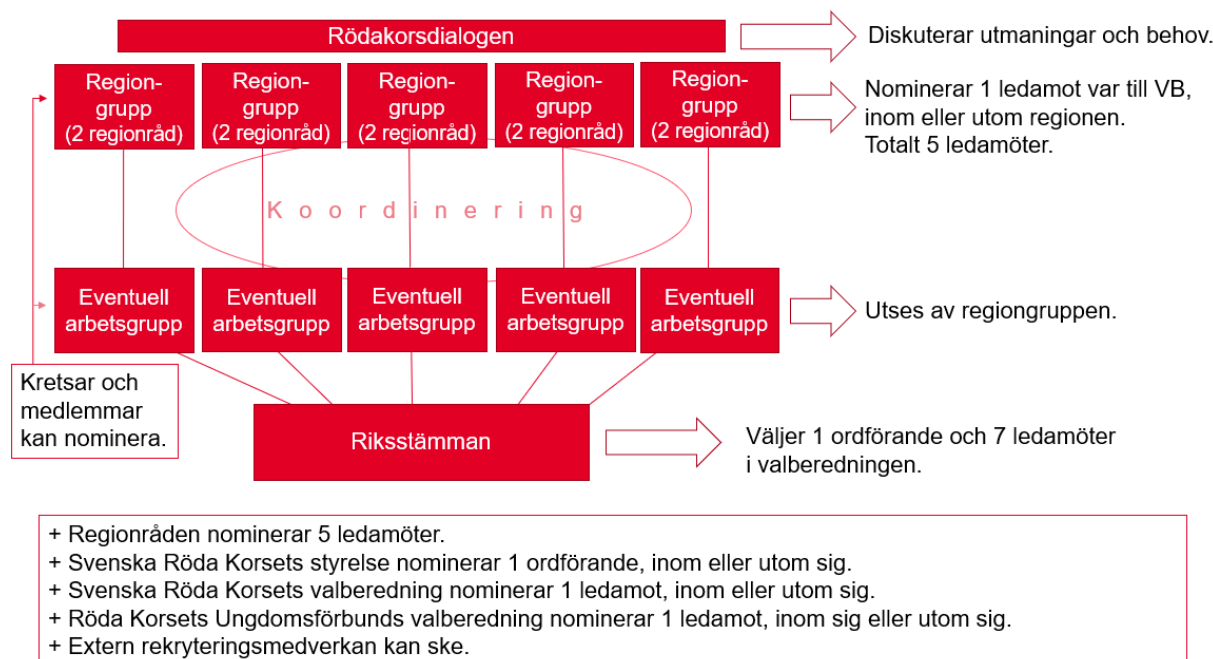 Rödakorsdialogen
Diskuterar utmaningar och behov.
Region-
grupp
(2 regionråd)
Region-
grupp
(2 regionråd)
Region-
grupp
(2 regionråd)
Region-
grupp
(2 regionråd)
Region-
grupp
(2 regionråd)
Nominerar 1 ledamot var till VB,
inom eller utom regionen.
Totalt 5 ledamöter.
Koordinering
Eventuell
arbetsgrupp
Eventuell
arbetsgrupp
Eventuell
arbetsgrupp
Eventuell
arbetsgrupp
Eventuell
arbetsgrupp
Utses av regiongruppen.
Kretsar och
medlemmar
kan nominera.
Riksstämman
Väljer 1 ordförande och 7 ledamöter
i valberedningen.
+ Regionråden nominerar 5 ledamöter.
+ Svenska Röda Korsets styrelse nominerar 1 ordförande, inom eller utom sig.
+ Svenska Röda Korsets valberedning nominerar 1 ledamot, inom eller utom sig.
+ Röda Korsets Ungdomsförbunds valberedning nominerar 1 ledamot, inom sig eller utom sig.
+ Extern rekryteringsmedverkan kan ske.